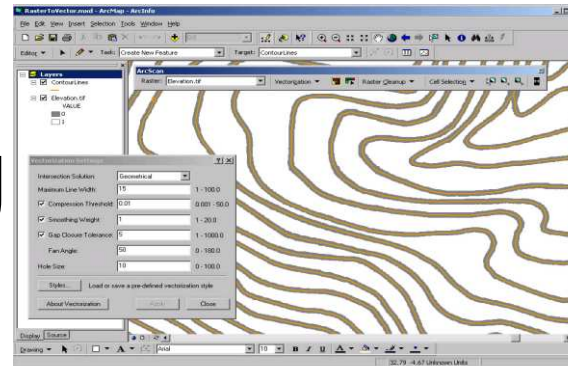 RasterToVector.mxd - ArcMap - ArcInfo
File Edit View Insert Selection Tools Window Help
Editor Task: Create New Feature Target: ContourLines
ArcScan
Raster: Elevation.tif Vectorization Raster Cleanup Cell Selection
Layers
ContourLines
Elevation.tif
VALUE
0
1
Vectorization Settings
Intersection Solution: Geometrical
Maximum Line Width: 15 1 - 100.0
Compression Threshold: 0.01 0.001 - 50.0
Smoothing Weight: 1 1 - 20.0
Gap Closure Tolerance: 5 1 - 1000.0
Fan Angle: 50 0 - 180.0
Hole Size: 10 0 - 100.0
Styles... Load or save a pre-defined vectorization style
About Vectorization Apply Close
Display Source
Drawing A Arial 10 B I U A
32.79 -4.67 Unknown Units